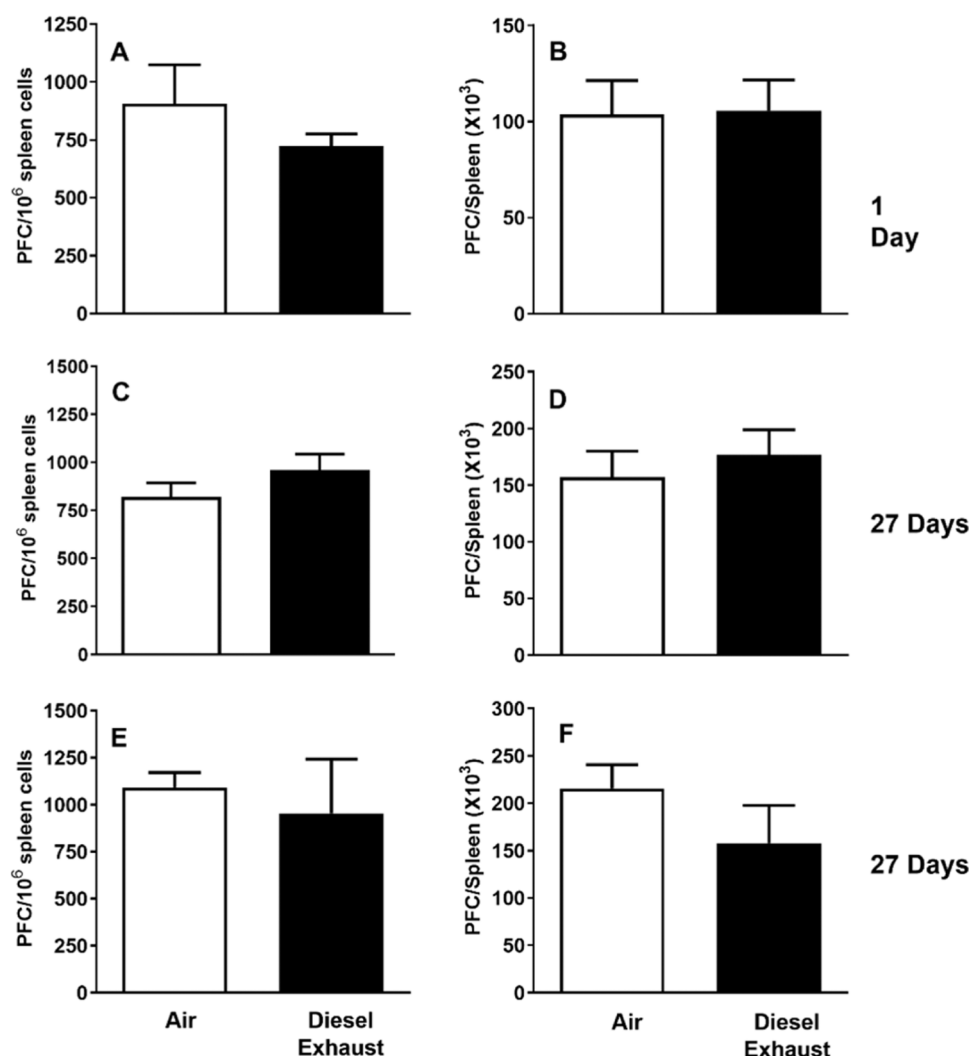 A
PFC/10⁶ spleen cells
1250
1000
750
500
250
0
B
PFC/Spleen (X10³)
150
100
50
0
1
Day
C
PFC/10⁶ spleen cells
1500
1250
1000
750
500
250
0
D
PFC/Spleen (X10³)
250
200
150
100
50
0
27 Days
E
PFC/10⁶ spleen cells
1500
1250
1000
750
500
250
0
Air
Diesel
Exhaust
F
PFC/Spleen (X10³)
300
250
200
150
100
50
0
Air
Diesel
Exhaust
27 Days